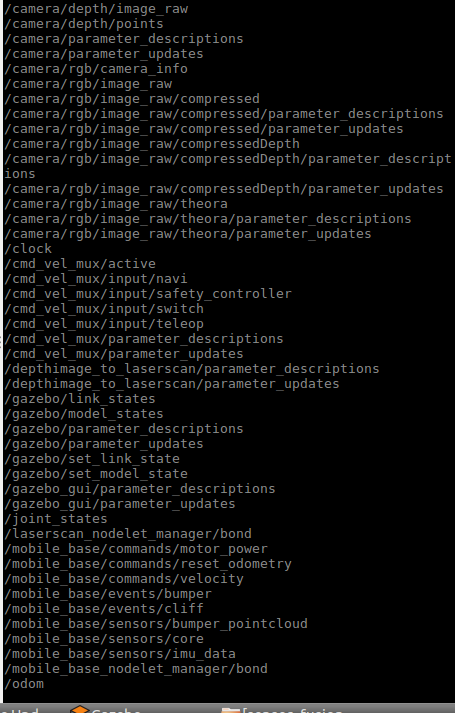 /camera/depth/image_raw
/camera/depth/points
/camera/parameter_descriptions
/camera/parameter_updates
/camera/rgb/camera_info
/camera/rgb/image_raw
/camera/rgb/image_raw/compressed
/camera/rgb/image_raw/compressed/parameter_descriptions
/camera/rgb/image_raw/compressed/parameter_updates
/camera/rgb/image_raw/compressedDepth
/camera/rgb/image_raw/compressedDepth/parameter_descript
ions
/camera/rgb/image_raw/compressedDepth/parameter_updates
/camera/rgb/image_raw/theora
/camera/rgb/image_raw/theora/parameter_descriptions
/camera/rgb/image_raw/theora/parameter_updates
/clock
/cmd_vel_mux/active
/cmd_vel_mux/input/navi
/cmd_vel_mux/input/safety_controller
/cmd_vel_mux/input/switch
/cmd_vel_mux/input/teleop
/cmd_vel_mux/parameter_descriptions
/cmd_vel_mux/parameter_updates
/depthimage_to_laserscan/parameter_descriptions
/depthimage_to_laserscan/parameter_updates
/gazebo/link_states
/gazebo/model_states
/gazebo/parameter_descriptions
/gazebo/parameter_updates
/gazebo/set_link_state
/gazebo/set_model_state
/gazebo_gui/parameter_descriptions
/gazebo_gui/parameter_updates
/joint_states
/laserscan_nodelet_manager/bond
/mobile_base/commands/motor_power
/mobile_base/commands/reset_odometry
/mobile_base/commands/velocity
/mobile_base/events/bumper
/mobile_base/events/cliff
/mobile_base/sensors/bumper_pointcloud
/mobile_base/sensors/core
/mobile_base/sensors/imu_data
/mobile_base_nodelet_manager/bond
/odom